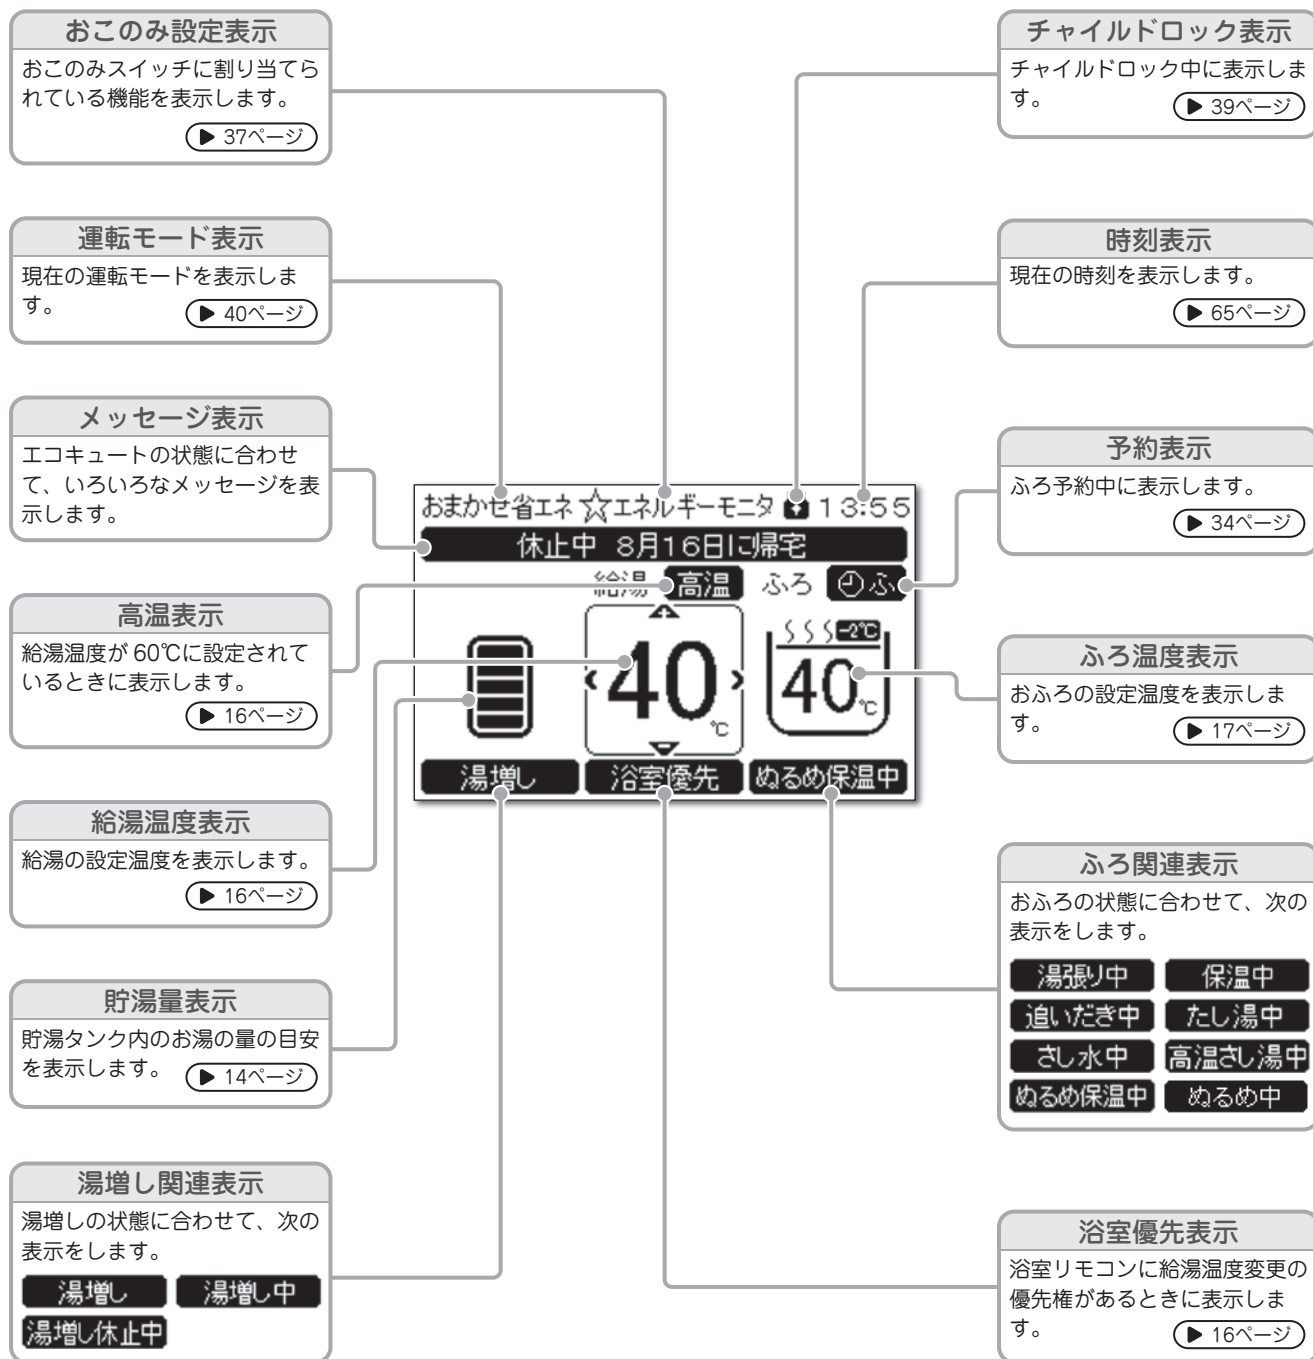 おこのみ設定表示
おこのみスイッチに割り当てら
れている機能を表示します。
▶ 37ページ
運転モード表示
現在の運転モードを表示しま
す。
▶ 40ページ
メッセージ表示
エコキュートの状態に合わせ
て、いろいろなメッセージを表
示します。
高温表示
給湯温度が 60℃に設定されて
いるときに表示します。
▶ 16ページ
給湯温度表示
給湯の設定温度を表示します。
▶ 16ページ
貯湯量表示
貯湯タンク内のお湯の量の目安
を表示します。
▶ 14ページ
湯増し関連表示
湯増しの状態に合わせて、次の
表示をします。
湯増し 湯増し中
湯増し休止中
おまかせ省エネ ☆エネルギーモニタ 13:55
休止中 8月16日に帰宅
給湯 高温 ふろ ふ
-2℃
40℃ 40℃
湯増し 浴室優先 ぬるめ保温中
チャイルドロック表示
チャイルドロック中に表示しま
す。
▶ 39ページ
時刻表示
現在の時刻を表示します。
▶ 65ページ
予約表示
ふろ予約中に表示します。
▶ 34ページ
ふろ温度表示
おふろの設定温度を表示しま
す。
▶ 17ページ
ふろ関連表示
おふろの状態に合わせて、次の
表示をします。
湯張り中 保温中
追いだき中 たし湯中
さし水中 高温さし湯中
ぬるめ保温中 ぬるめ中
浴室優先表示
浴室リモコンに給湯温度変更の
優先権があるときに表示しま
す。
▶ 16ページ